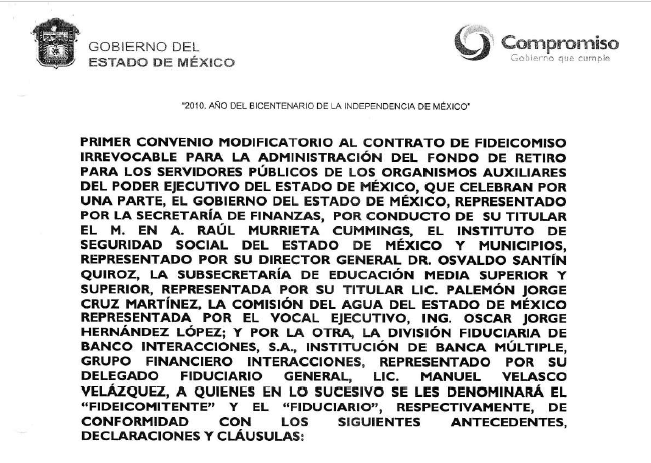 GOBIERNO DEL
ESTADO DE MÉXICO
Compromiso
Gobierno que cumple
"2010, AÑO DEL BICENTENARIO DE LA INDEPENDENCIA DE MÉXICO"
PRIMER CONVENIO MODIFICATORIO AL CONTRATO DE FIDEICOMISO
IRREVOCABLE PARA LA ADMINISTRACIÓN DEL FONDO DE RETIRO
PARA LOS SERVIDORES PÚBLICOS DE LOS ORGANISMOS AUXILIARES
DEL PODER EJECUTIVO DEL ESTADO DE MÉXICO, QUE CELEBRAN POR
UNA PARTE, EL GOBIERNO DEL ESTADO DE MÉXICO, REPRESENTADO
POR LA SECRETARÍA DE FINANZAS, POR CONDUCTO DE SU TITULAR
EL M. EN A. RAÚL MURRIETA CUMMINGS, EL INSTITUTO DE
SEGURIDAD SOCIAL DEL ESTADO DE MÉXICO Y MUNICIPIOS,
REPRESENTADO POR SU DIRECTOR GENERAL DR. OSVALDO SANTÍN
QUIROZ, LA SUBSECRETARÍA DE EDUCACIÓN MEDIA SUPERIOR Y
SUPERIOR, REPRESENTADA POR SU TITULAR LIC. PALEMÓN JORGE
CRUZ MARTÍNEZ, LA COMISIÓN DEL AGUA DEL ESTADO DE MÉXICO
REPRESENTADA POR EL VOCAL EJECUTIVO, ING. OSCAR JORGE
HERNÁNDEZ LÓPEZ; Y POR LA OTRA, LA DIVISIÓN FIDUCIARIA DE
BANCO INTERACCIONES, S.A., INSTITUCIÓN DE BANCA MÚLTIPLE,
GRUPO FINANCIERO INTERACCIONES, REPRESENTADO POR SU
DELEGADO FIDUCIARIO GENERAL, LIC. MANUEL VELASCO
VELÁZQUEZ, A QUIENES EN LO SUCESIVO SE LES DENOMINARÁ EL
"FIDEICOMITENTE" Y EL "FIDUCIARIO", RESPECTIVAMENTE, DE
CONFORMIDAD CON LOS SIGUIENTES ANTECEDENTES,
DECLARACIONES Y CLÁUSULAS: